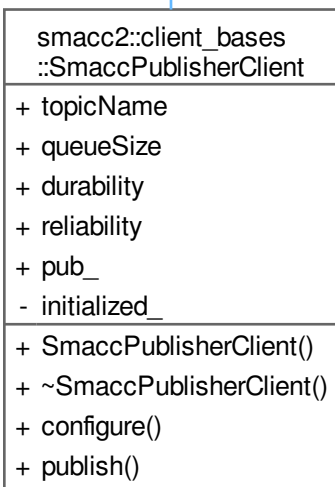 smacc2::client_bases
::SmaccPublisherClient
+ topicName
+ queueSize
+ durability
+ reliability
+ pub_
- initialized_
+ SmaccPublisherClient()
+ ~SmaccPublisherClient()
+ configure()
+ publish()